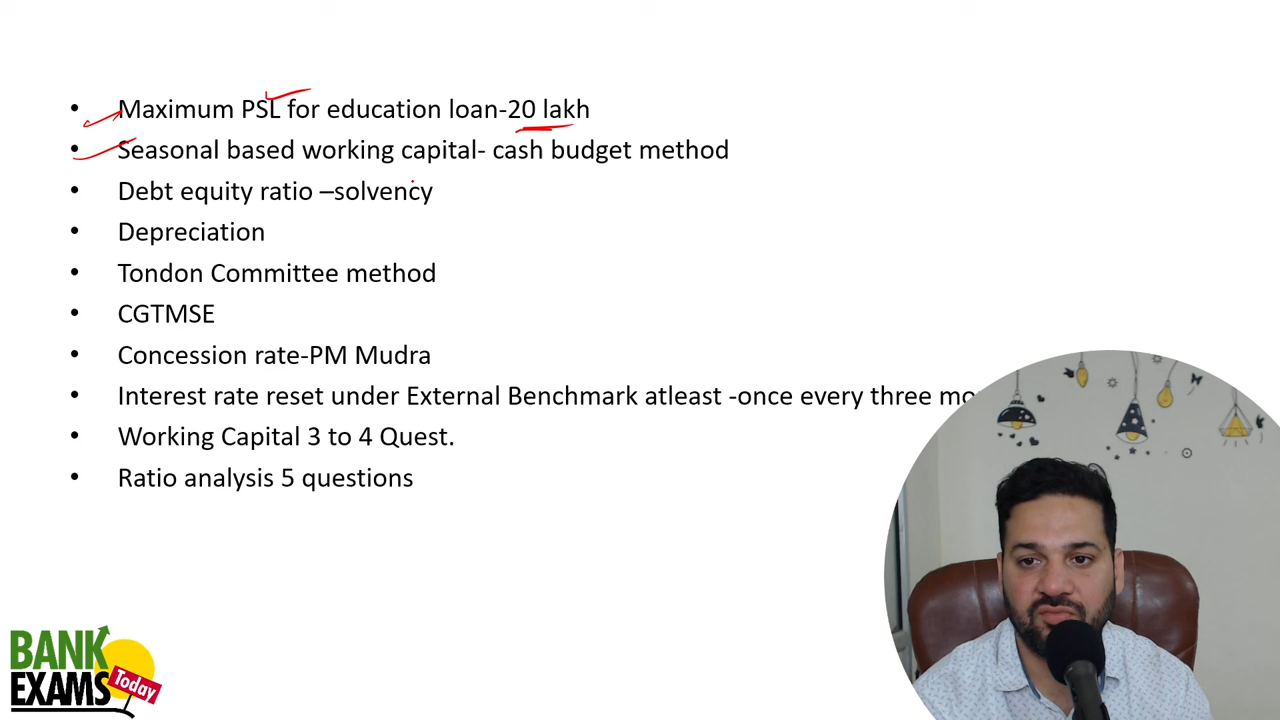 • Maximum PSL for education loan-20 lakh
• Seasonal based working capital- cash budget method
• Debt equity ratio –solvency
• Depreciation
• Tondon Committee method
• CGTMSE
• Concession rate-PM Mudra
• Interest rate reset under External Benchmark atleast -once every three
• Working Capital 3 to 4 Quest.
• Ratio analysis 5 questions
BANK
EXAMS
Today